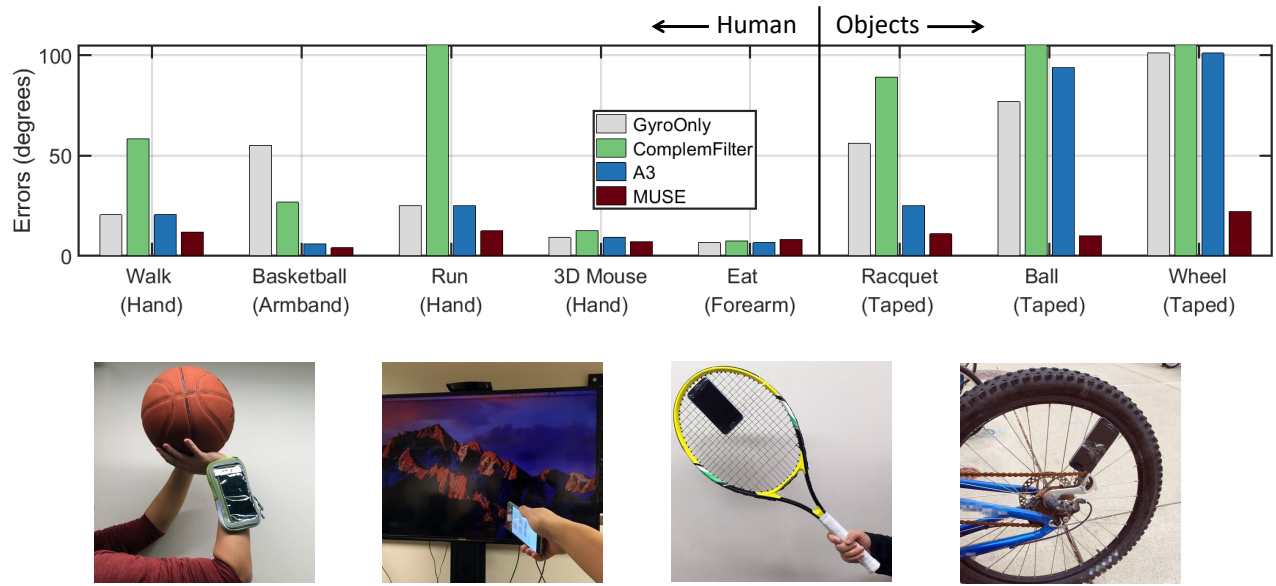 Human
Objects
Errors (degrees)
100
50
0
GyroOnly
ComplemFilter
A3
MUSE
Walk
(Hand)
Basketball
(Armband)
Run
(Hand)
3D Mouse
(Hand)
Eat
(Forearm)
Racquet
(Taped)
Ball
(Taped)
Wheel
(Taped)